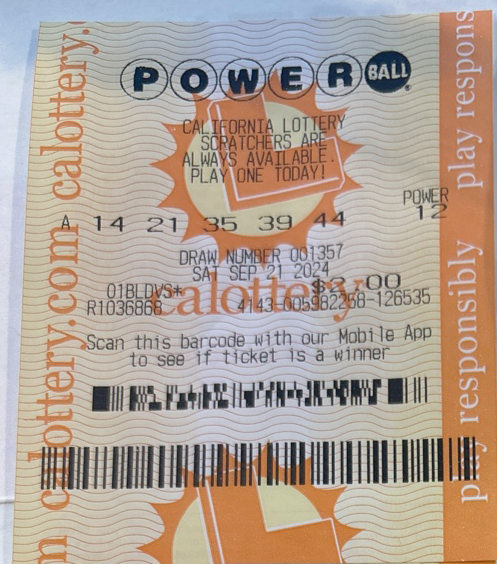 POWERBALL
CALIFORNIA LOTTERY
SCRATCHERS ARE
ALWAYS AVAILABLE.
PLAY ONE TODAY!
POWER
A 14 21 35 39 44 12
DRAW NUMBER 001357
SAT SEP 21 2024
01BLDVS* $2.00
R1036868 4143-005982258-126535
calottery
Scan this barcode with our Mobile App
to see if ticket is a winner
calottery.com calottery.
play responsibly play respons